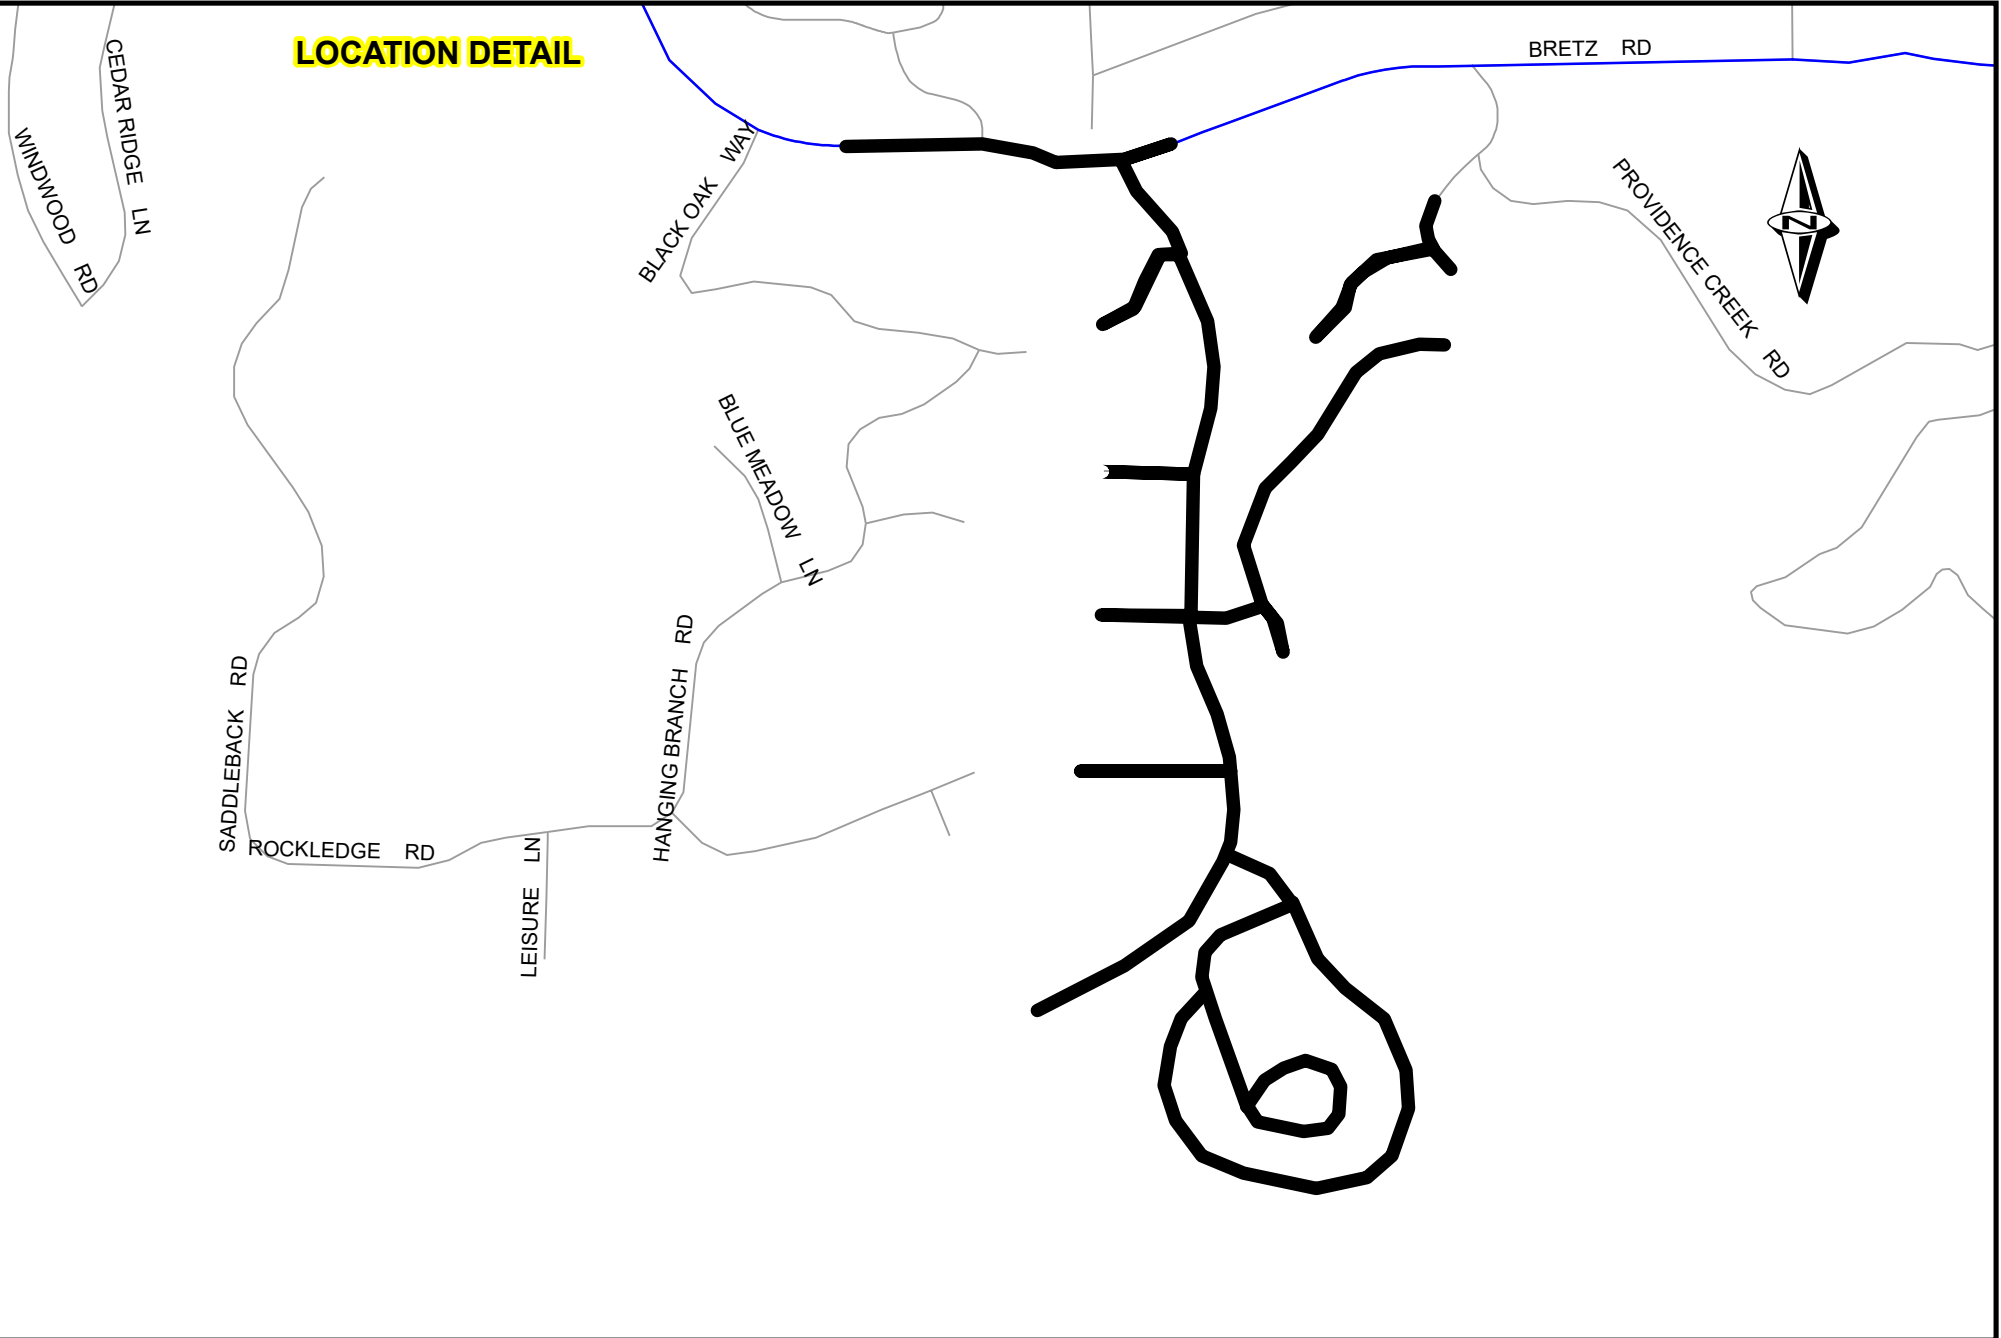 LOCATION DETAIL
BRETZ RD
CEDAR RIDGE LN
WINDWOOD RD
BLACK OAK WAY
PROVIDENCE CREEK RD
N
BLUE MEADOW LN
HANGING BRANCH RD
SADDLEBACK RD
ROCKLEDGE RD
LEISURE LN